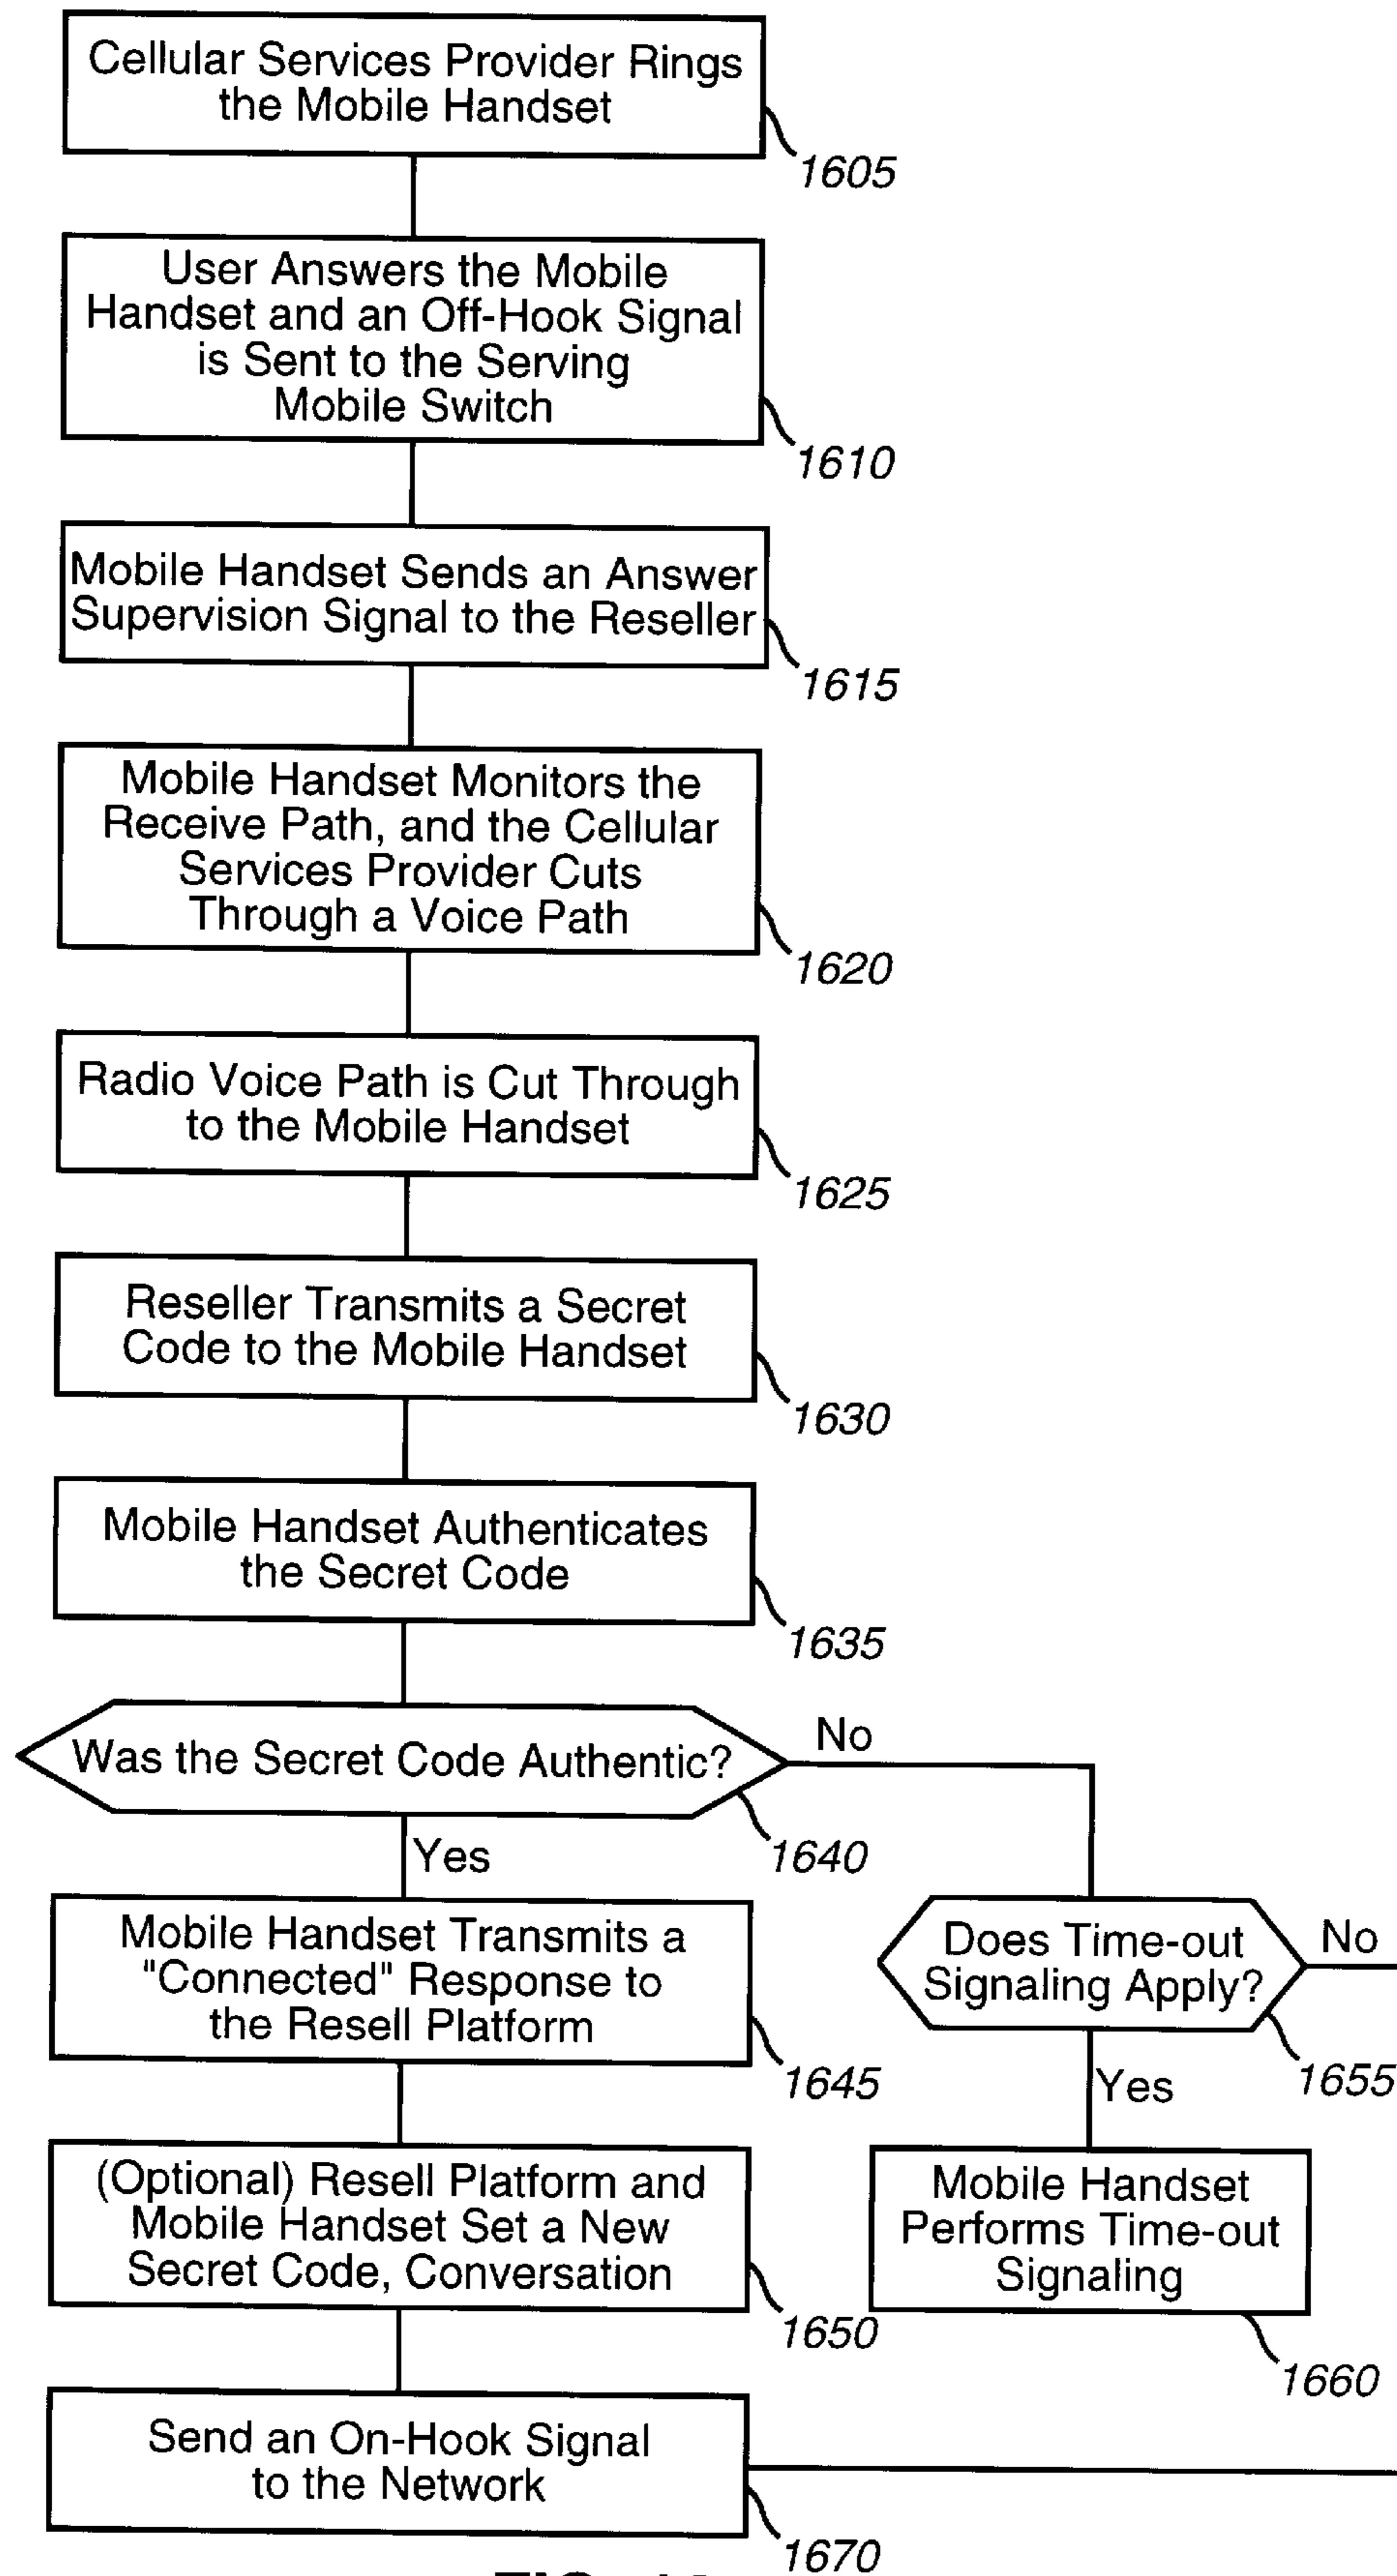 Cellular Services Provider Rings
the Mobile Handset
1605
User Answers the Mobile
Handset and an Off-Hook Signal
is Sent to the Serving
Mobile Switch
1610
Mobile Handset Sends an Answer
Supervision Signal to the Reseller
1615
Mobile Handset Monitors the
Receive Path, and the Cellular
Services Provider Cuts
Through a Voice Path
1620
Radio Voice Path is Cut Through
to the Mobile Handset
1625
Reseller Transmits a Secret
Code to the Mobile Handset
1630
Mobile Handset Authenticates
the Secret Code
1635
Was the Secret Code Authentic?
No
1640
Yes
Mobile Handset Transmits a
"Connected" Response to
the Resell Platform
1645
Does Time-out
Signaling Apply?
No
1655
Yes
(Optional) Resell Platform and
Mobile Handset Set a New
Secret Code, Conversation
1650
Mobile Handset
Performs Time-out
Signaling
1660
Send an On-Hook Signal
to the Network
1670